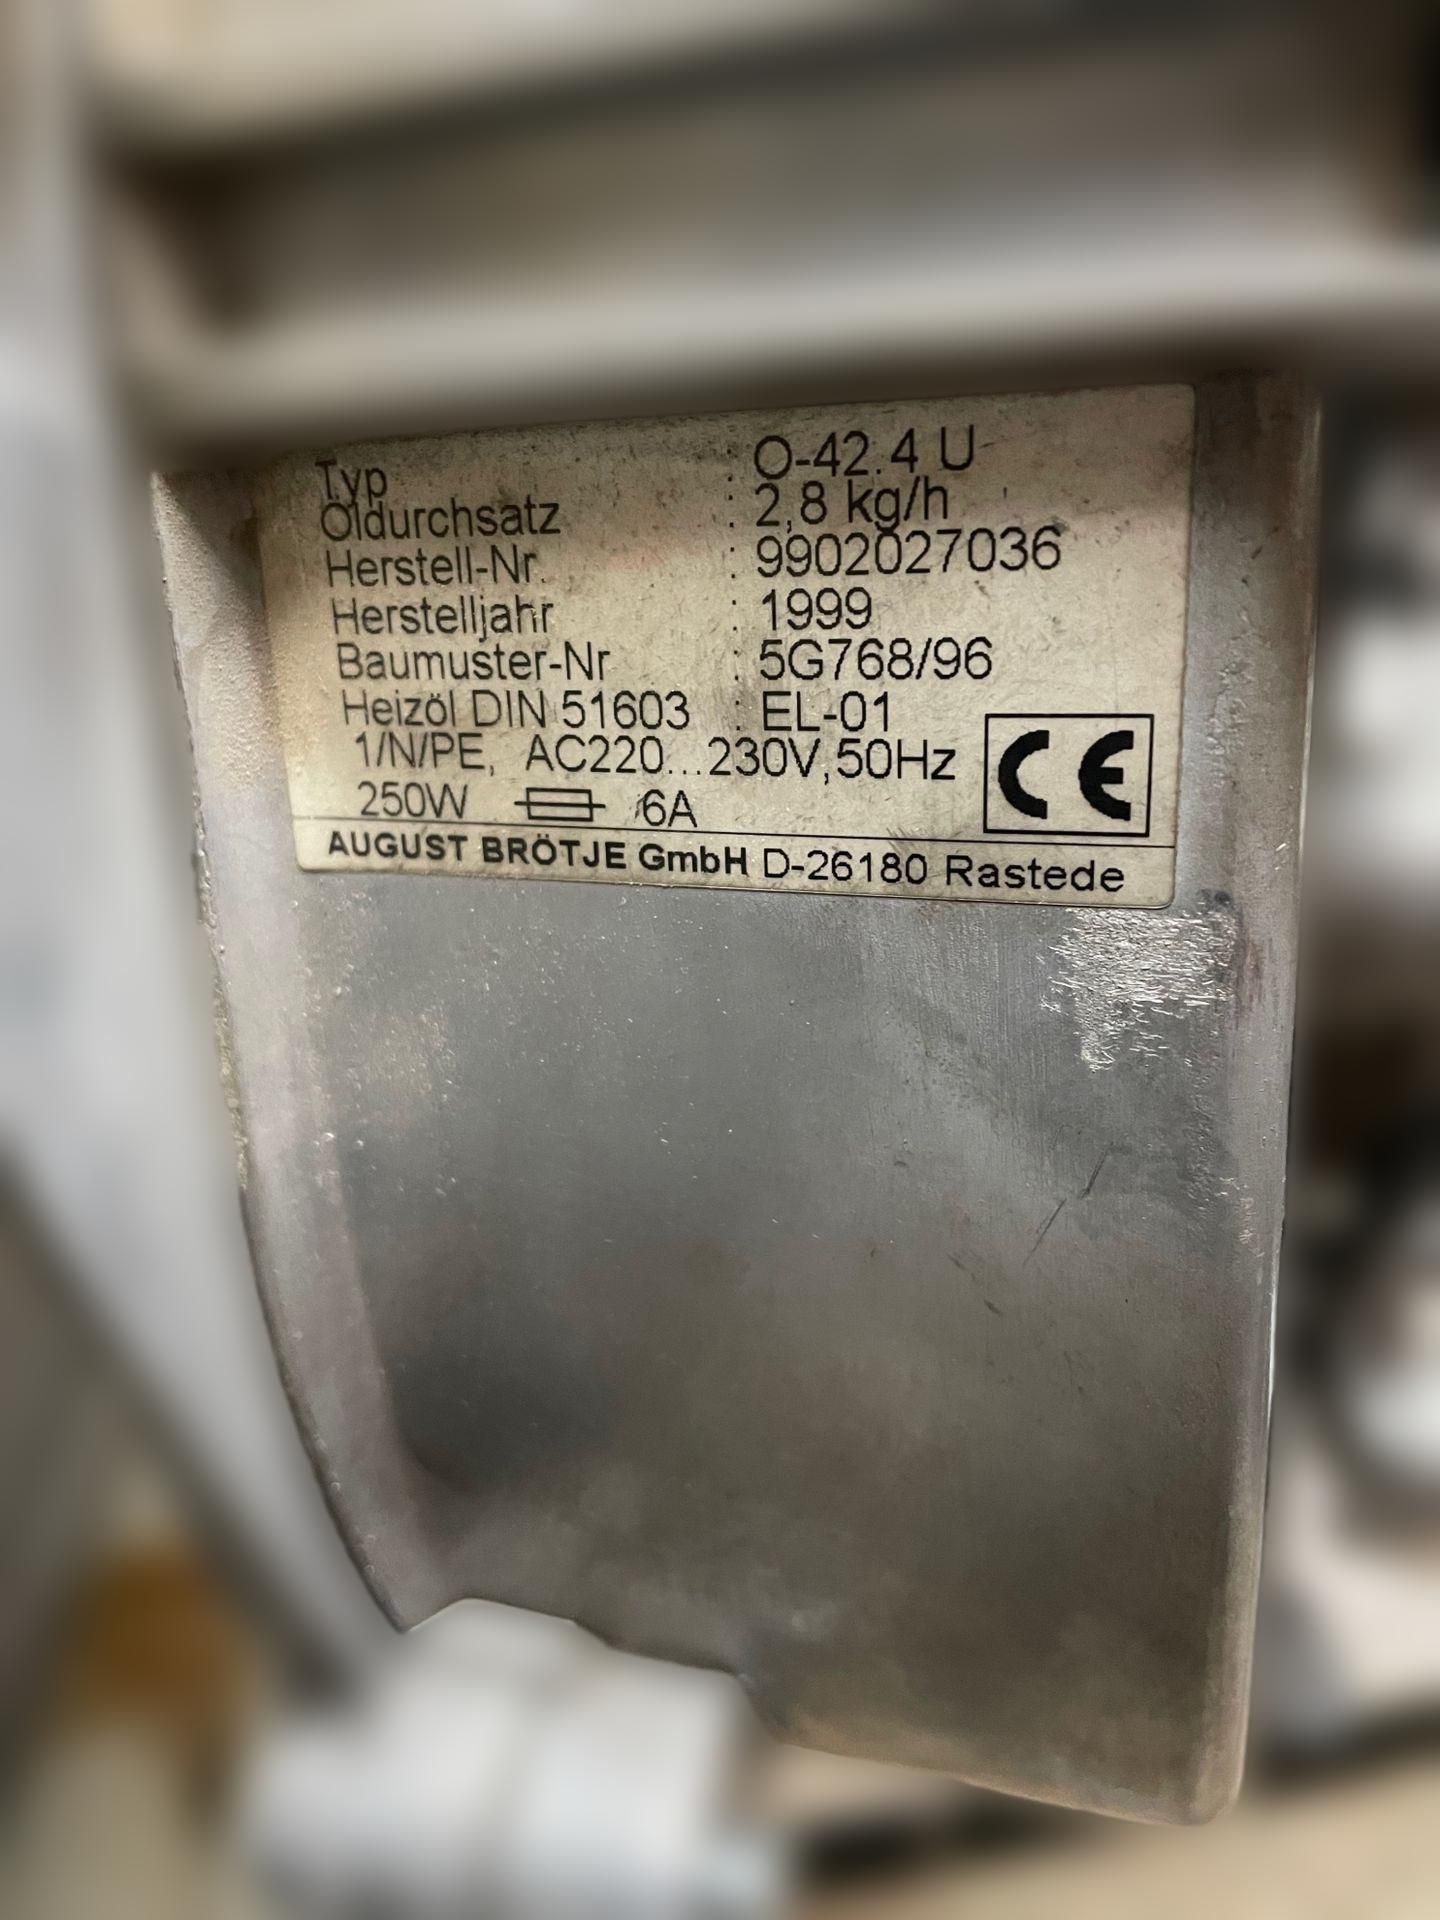 Typ : O-42.4 U
Öldurchsatz : 2,8 kg/h
Herstell-Nr. : 9902027036
Herstelljahr : 1999
Baumuster-Nr : 5G768/96
Heizöl DIN 51603 : EL-01
1/N/PE, AC220...230V,50Hz
250W 6A
CE
AUGUST BRÖTJE GmbH D-26180 Rastede